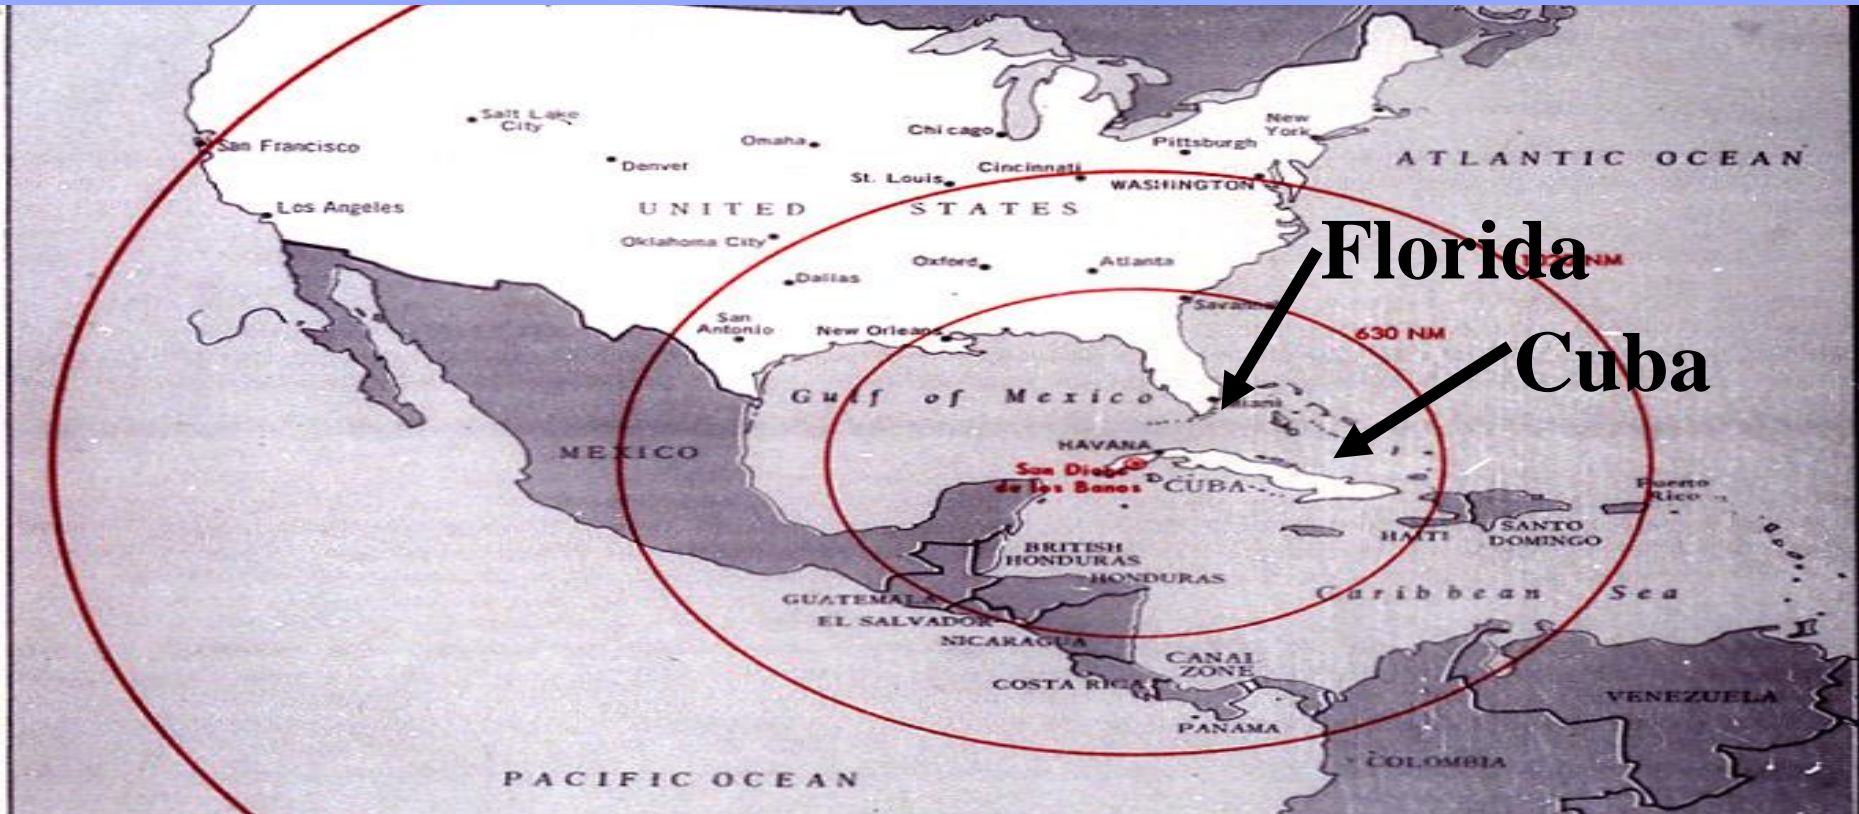 Salt Lake
City
San Francisco
Denver
Omaha
Chicago
Cincinnati
St. Louis
Pittsburgh
New
York
WASHINGTON
ATLANTIC OCEAN
Los Angeles
UNITED STATES
Oklahoma City
Oxford
Atlanta
Dallas
Florida
NM
San
Antonio
New Orleans
630 NM
Cuba
Gulf of Mexico
Miami
MEXICO
HAVANA
San Diego
de los Banos
CUBA
Puerto
Rico
HAITI
SANTO
DOMINGO
BRITISH
HONDURAS
HONDURAS
GUATEMALA
EL SALVADOR
NICARAGUA
Caribbean Sea
CANAL
ZONE
COSTA RICA
PANAMA
VENEZUELA
COLOMBIA
PACIFIC OCEAN